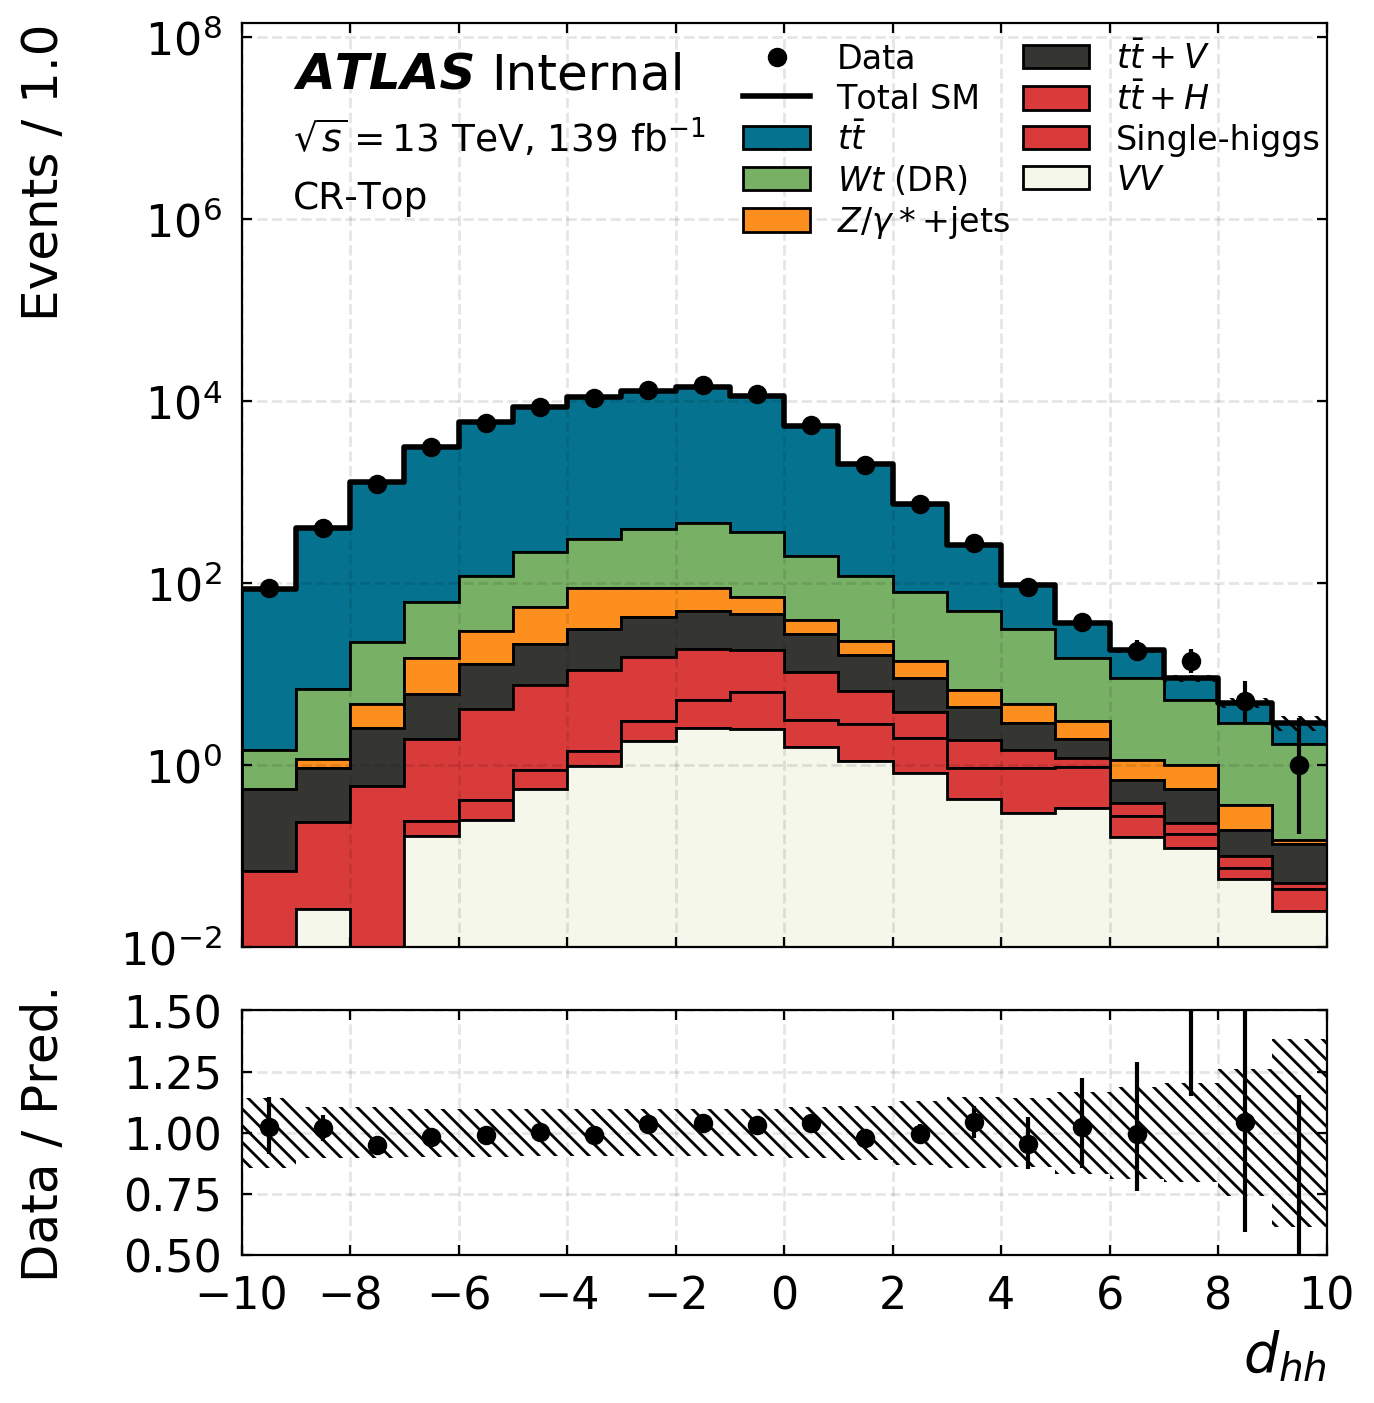 Events / 1.0
10⁸
10⁶
10⁴
10²
10⁰
10⁻²
ATLAS Internal
√s = 13 TeV, 139 fb⁻¹
CR-Top
Data
Total SM
tt̄
Wt (DR)
Z/γ*+jets
tt̄ + V
tt̄ + H
Single-higgs
VV
Data / Pred.
1.50
1.25
1.00
0.75
0.50
−10 −8 −6 −4 −2 0 2 4 6 8 10
d_hh